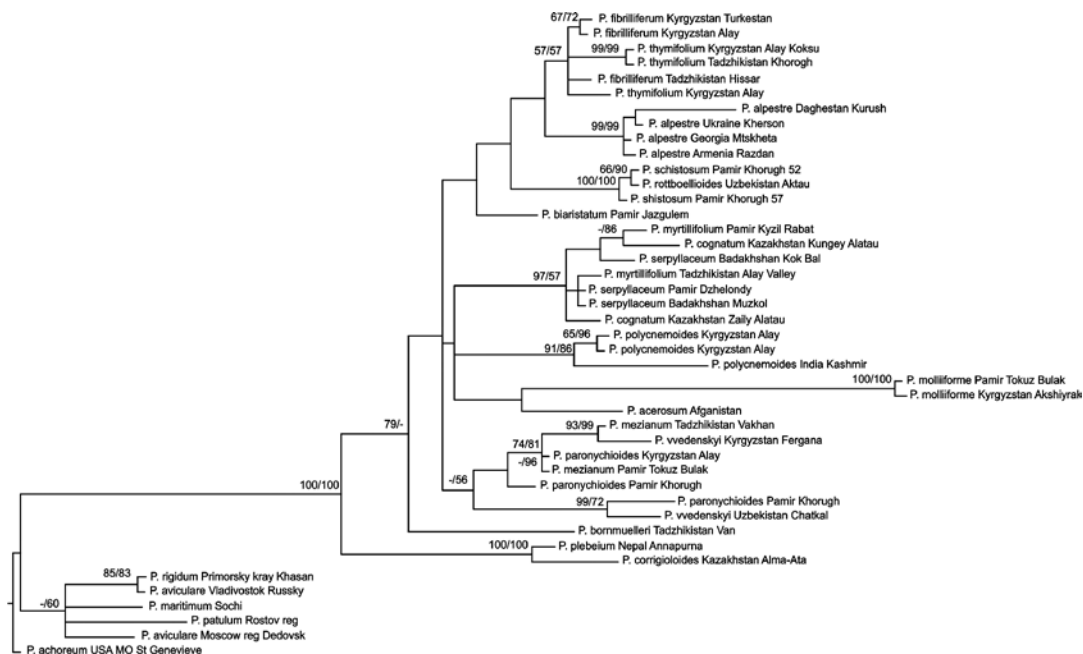 67/72
P. fibrilliferum Kyrgyzstan Turkestan
P. fibrilliferum Kyrgyzstan Alay
57/57
99/99
P. thymifolium Kyrgyzstan Alay Koksu
P. thymifolium Tadzhikistan Khorogh
P. fibrilliferum Tadzhikistan Hissar
P. thymifolium Kyrgyzstan Alay
P. alpestre Daghestan Kurush
99/99
P. alpestre Ukraine Kherson
P. alpestre Georgia Mtskheta
P. alpestre Armenia Razdan
66/90
P. schistosum Pamir Khorugh 52
100/100
P. rottboellioides Uzbekistan Aktau
P. shistosum Pamir Khorugh 57
P. biaristatum Pamir Jazgulem
-/86
P. myrtillifolium Pamir Kyzil Rabat
P. cognatum Kazakhstan Kungey Alatau
P. serpyllaceum Badakhshan Kok Bal
97/57
P. myrtillifolium Tadzhikistan Alay Valley
P. serpyllaceum Pamir Dzhelondy
P. serpyllaceum Badakhshan Muzkol
P. cognatum Kazakhstan Zaily Alatau
65/96
P. polycnemoides Kyrgyzstan Alay
91/86
P. polycnemoides Kyrgyzstan Alay
P. polycnemoides India Kashmir
100/100
P. molliiforme Pamir Tokuz Bulak
P. molliiforme Kyrgyzstan Akshiyrak
P. acerosum Afganistan
79/-
93/99
P. mezianum Tadzhikistan Vakhan
P. vvedenskyi Kyrgyzstan Fergana
74/81
P. paronychioides Kyrgyzstan Alay
-/96
P. mezianum Pamir Tokuz Bulak
-/56
P. paronychioides Pamir Khorugh
100/100
99/72
P. paronychioides Pamir Khorugh
P. vvedenskyi Uzbekistan Chatkal
P. bornmuelleri Tadzhikistan Van
100/100
P. plebeium Nepal Annapurna
P. corrigioloides Kazakhstan Alma-Ata
85/83
P. rigidum Primorsky kray Khasan
P. aviculare Vladivostok Russky
-/60
P. maritimum Sochi
P. patulum Rostov reg
P. aviculare Moscow reg Dedovsk
P. achoreum USA MO St Genevieve